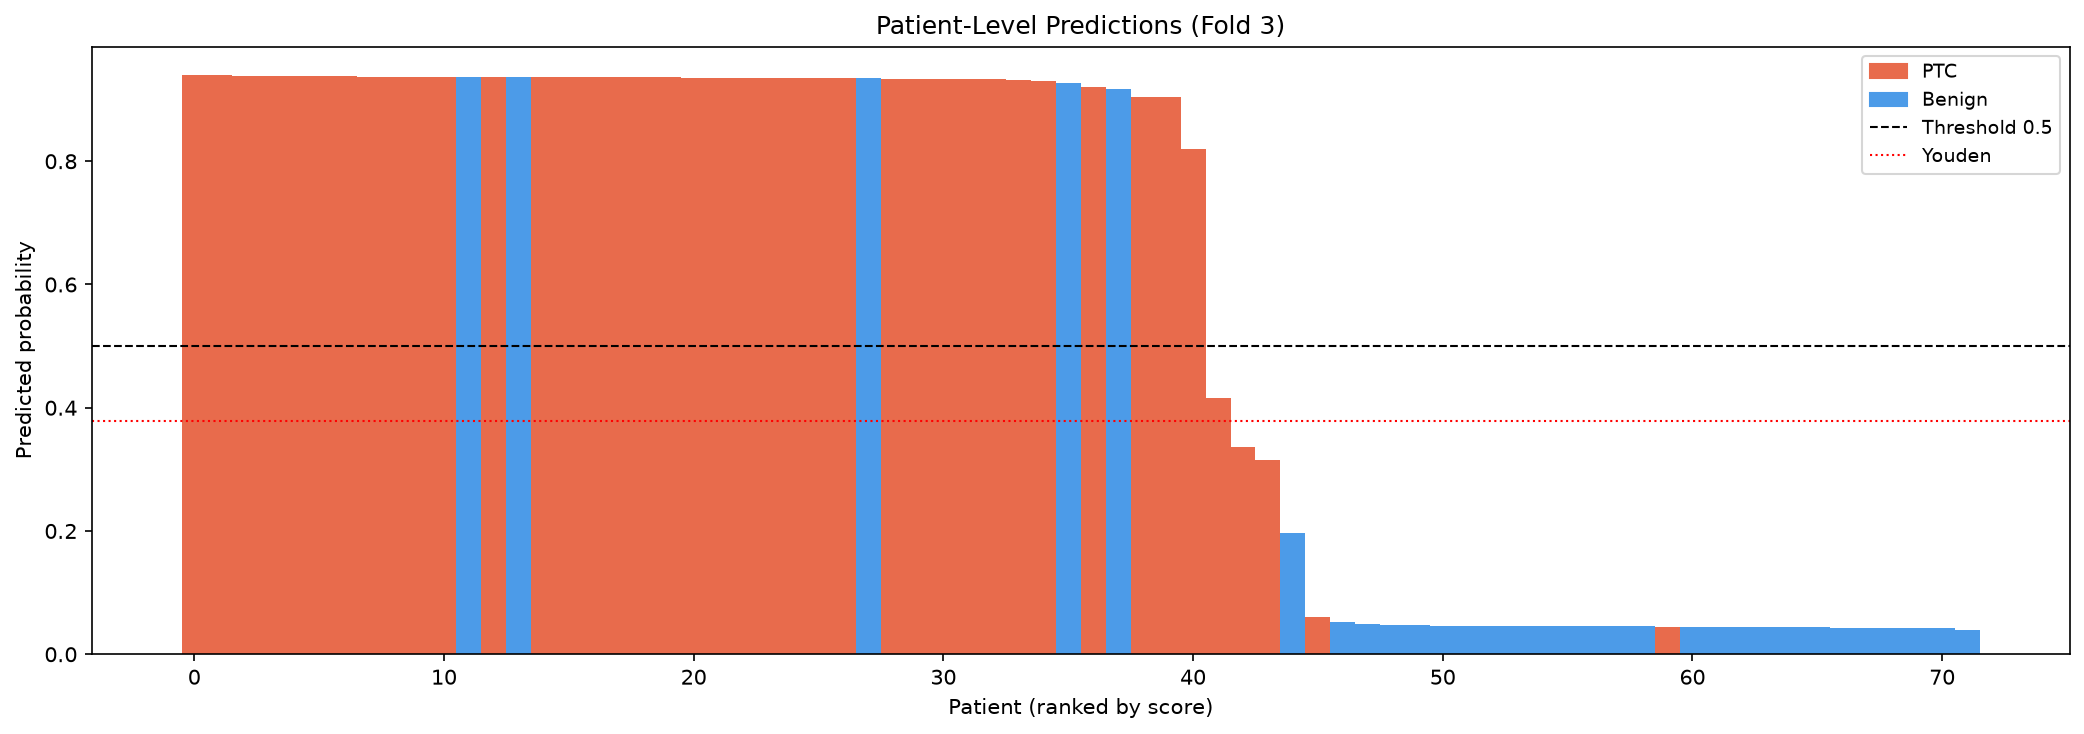 Patient-Level Predictions (Fold 3)
PTC
Benign
Threshold 0.5
Youden
Predicted probability
0.8
0.6
0.4
0.2
0.0
0 10 20 30 40 50 60 70
Patient (ranked by score)